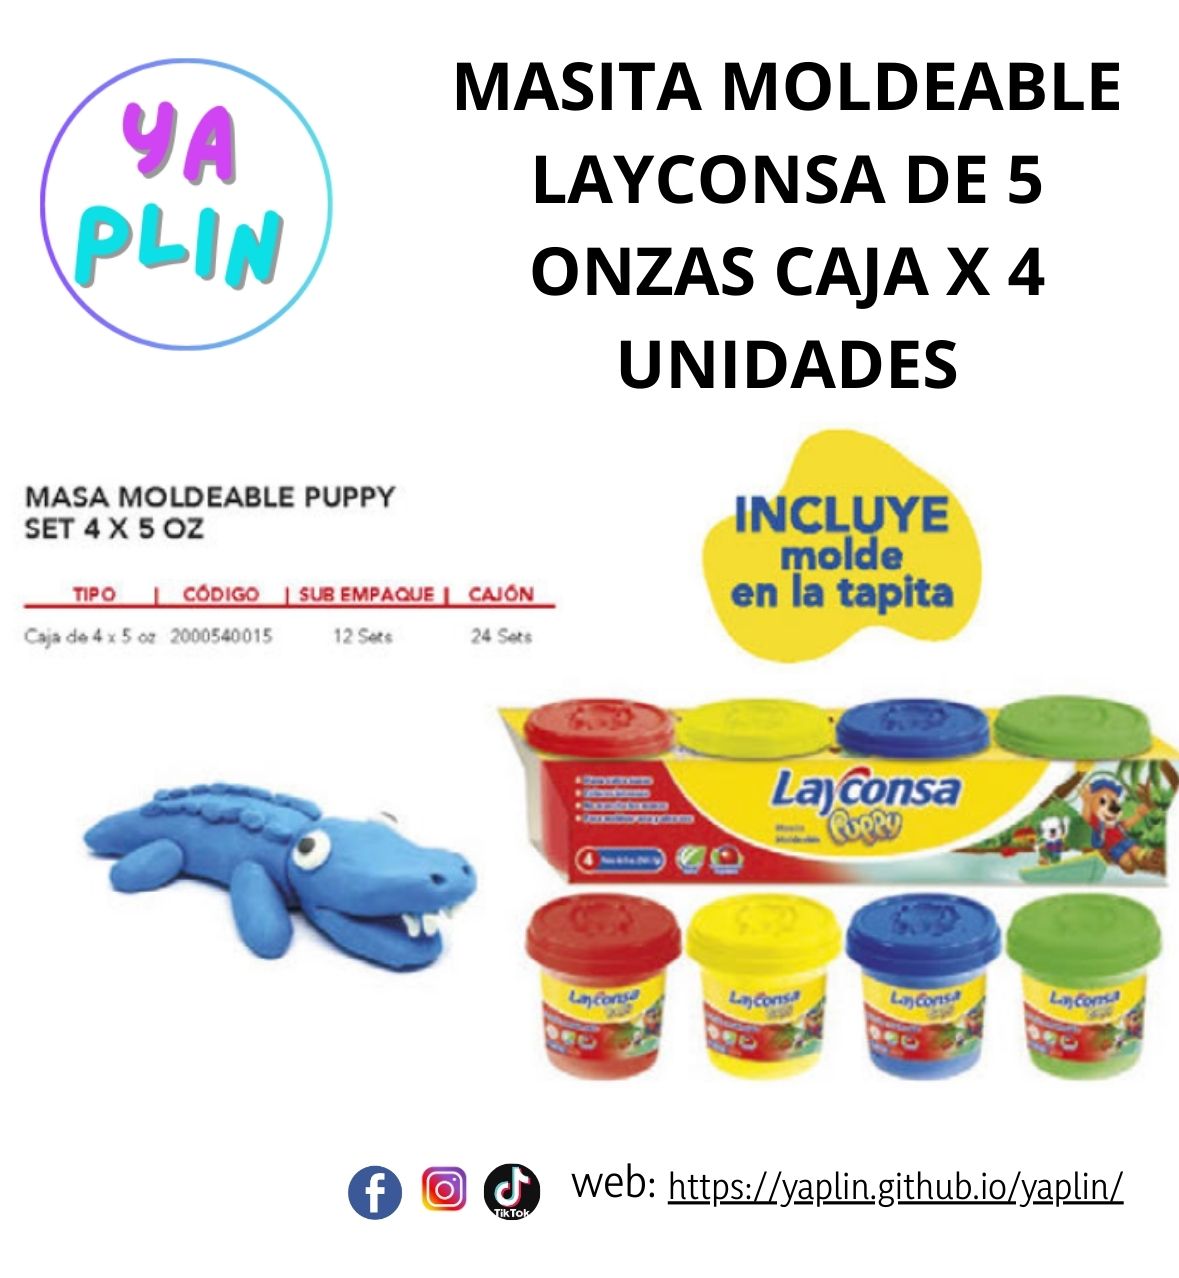 YA
PLIN
MASITA MOLDEABLE
LAYCONSA DE 5
ONZAS CAJA X 4
UNIDADES
MASA MOLDEABLE PUPPY
SET 4 X 5 OZ
TIPO | CÓDIGO | SUB EMPAQUE | CAJÓN
Caja de 4 x 5 oz 2000540015 12 Sets 24 Sets
INCLUYE
molde
en la tapita
Layconsa
Puppy
4
Layconsa Layconsa Layconsa Layconsa
TikTok
web: https://yaplin.github.io/yaplin/